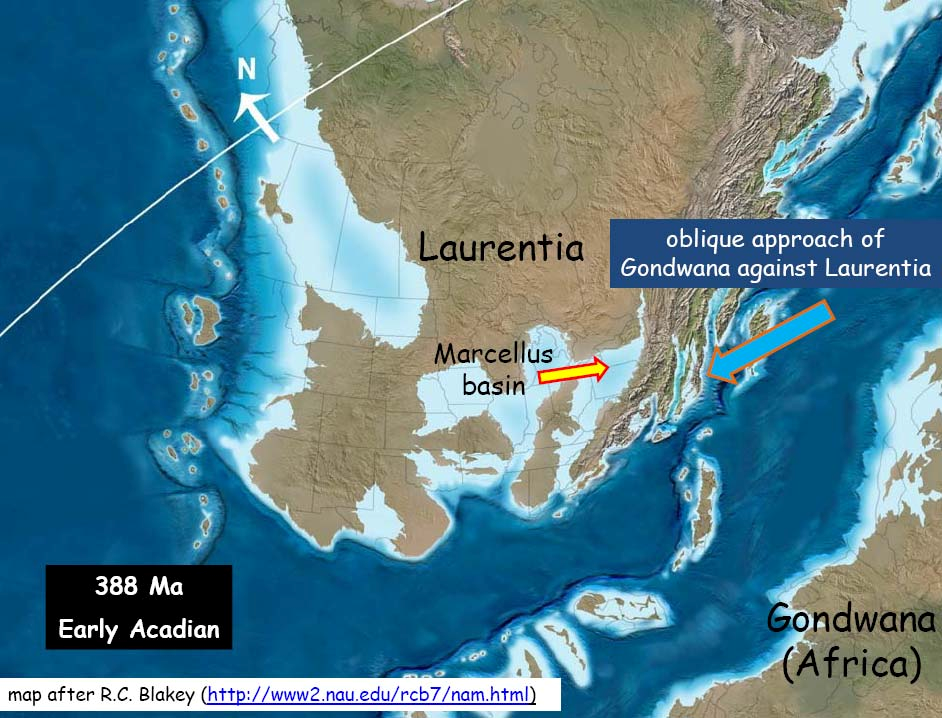 N
oblique approach of
Gondwana against Laurentia
Laurentia
Marcellus
basin
388 Ma
Early Acadian
Gondwana
(Africa)
map after R.C. Blakey (http://www2.nau.edu/rcb7/nam.html)